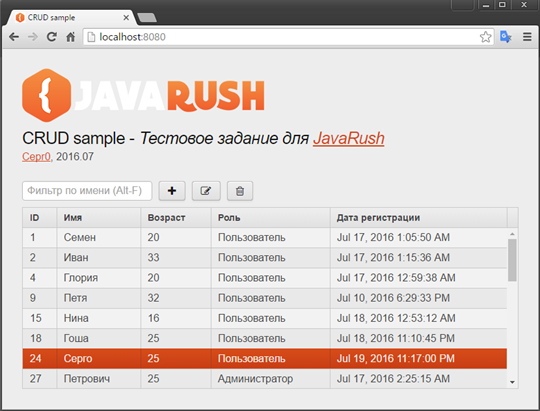 CRUD sample
localhost:8080
JAVARUSH
CRUD sample - Тестовое задание для JavaRush
Серг0, 2016.07
Фильтр по имени (Alt-F)
ID Имя Возраст Роль Дата регистрации
1 Семен 20 Пользователь Jul 17, 2016 1:05:50 AM
2 Иван 33 Пользователь Jul 17, 2016 1:15:36 AM
4 Глория 20 Пользователь Jul 17, 2016 12:59:38 AM
9 Петя 32 Пользователь Jul 10, 2016 6:29:33 PM
15 Нина 16 Пользователь Jul 18, 2016 12:53:12 AM
18 Гоша 25 Пользователь Jul 18, 2016 11:10:45 PM
24 Серго 25 Пользователь Jul 19, 2016 11:17:00 PM
27 Петрович 25 Администратор Jul 17, 2016 2:25:15 AM